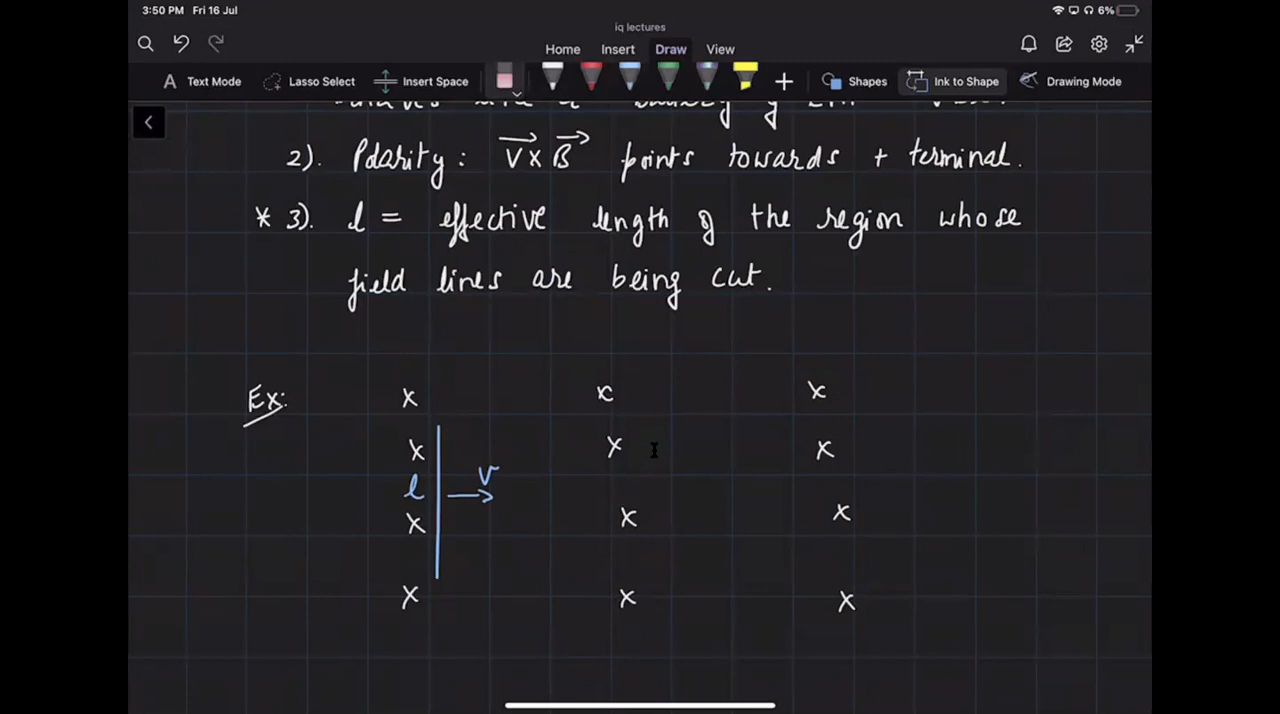 3:50 PM Fri 16 Jul
6%
iq lectures
Home Insert Draw View
Text Mode Lasso Select Insert Space Shapes Ink to Shape Drawing Mode
2). Polarity: V × B points towards + terminal.
* 3). l = effective length of the region whose
field lines are being cut.
Ex: x x x
x x x
l v
x x x
x x x